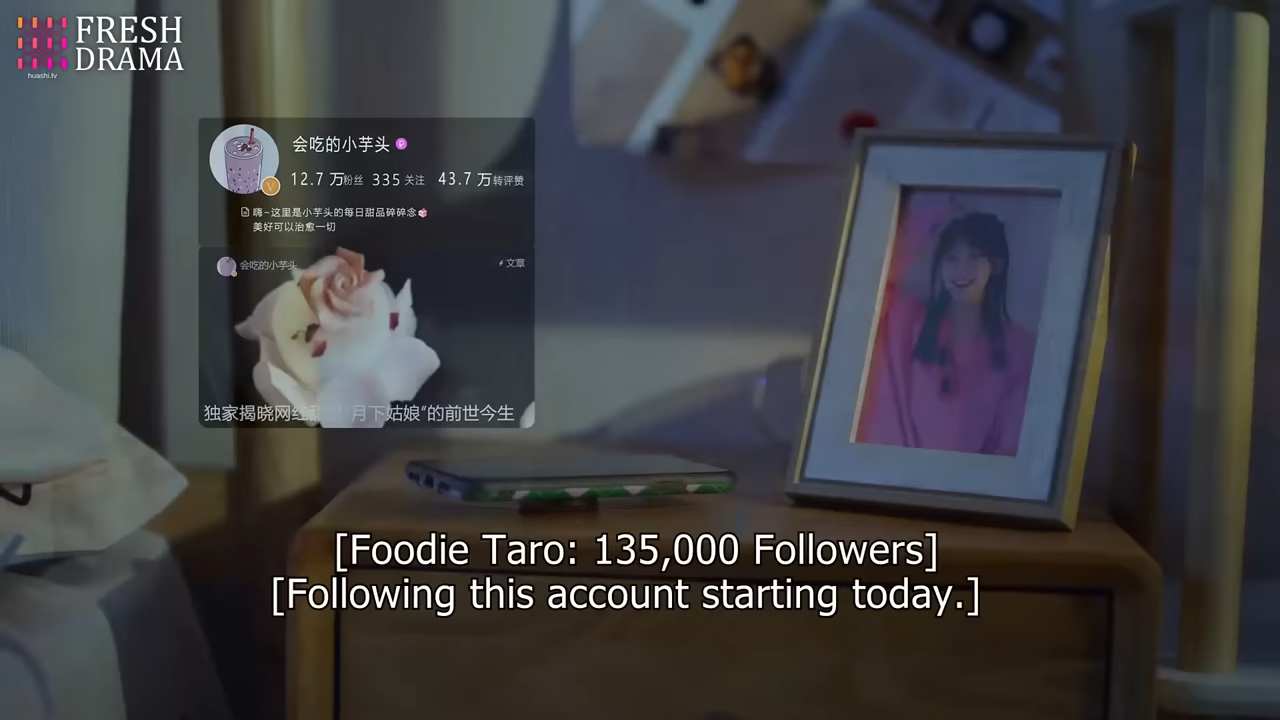 FRESH
DRAMA
huashi.tv
会吃的小芋头
12.7 万粉丝 335 关注 43.7 万转评赞
嗨~这里是小芋头的每日甜品碎碎念
美好可以治愈一切
会吃的小芋头
文章
独家揭晓网红 "月下姑娘"的前世今生
[Foodie Taro: 135,000 Followers]
[Following this account starting today.]